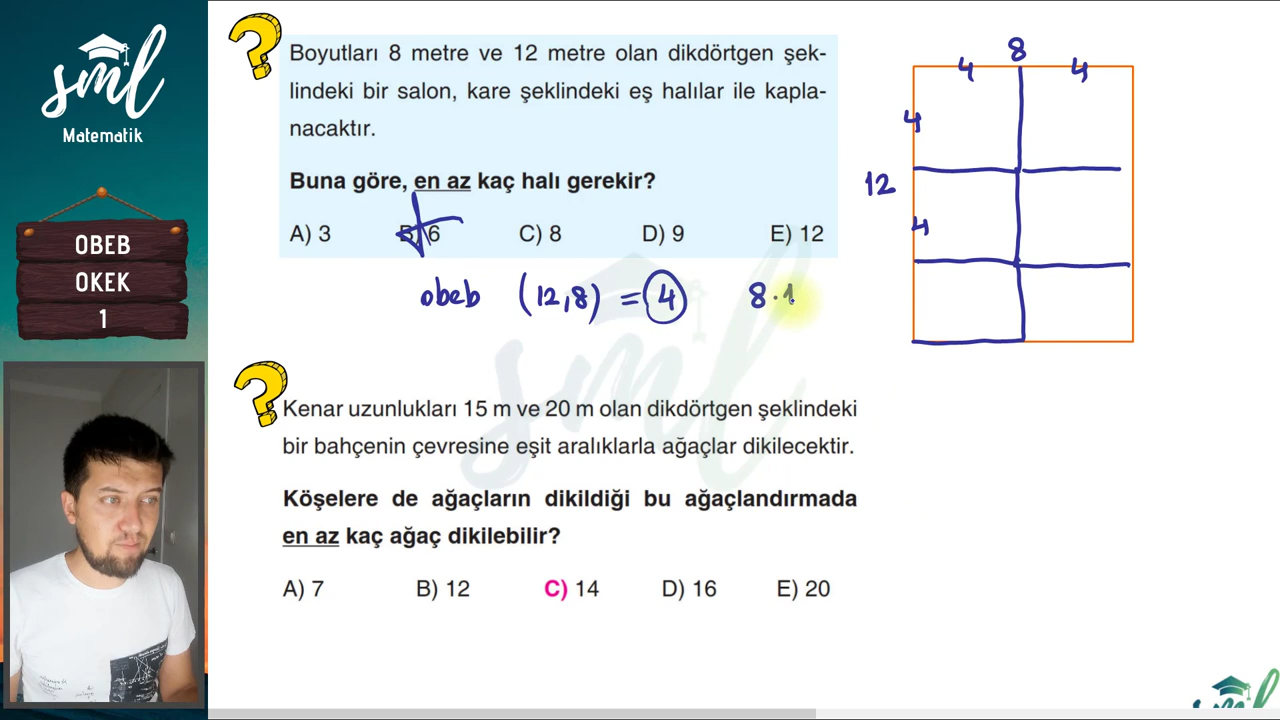 sml
Matematik
OBEB
OKEK
1
Boyutları 8 metre ve 12 metre olan dikdörtgen şek-
lindeki bir salon, kare şeklindeki eş halılar ile kapla-
nacaktır.
Buna göre, en az kaç halı gerekir?
A) 3 B) 6 C) 8 D) 9 E) 12
obeb (12,8) = 4 8 . 1
8
4 4
4
12
4
Kenar uzunlukları 15 m ve 20 m olan dikdörtgen şeklindeki
bir bahçenin çevresine eşit aralıklarla ağaçlar dikilecektir.
Köşelere de ağaçların dikildiği bu ağaçlandırmada
en az kaç ağaç dikilebilir?
A) 7 B) 12 C) 14 D) 16 E) 20
sml